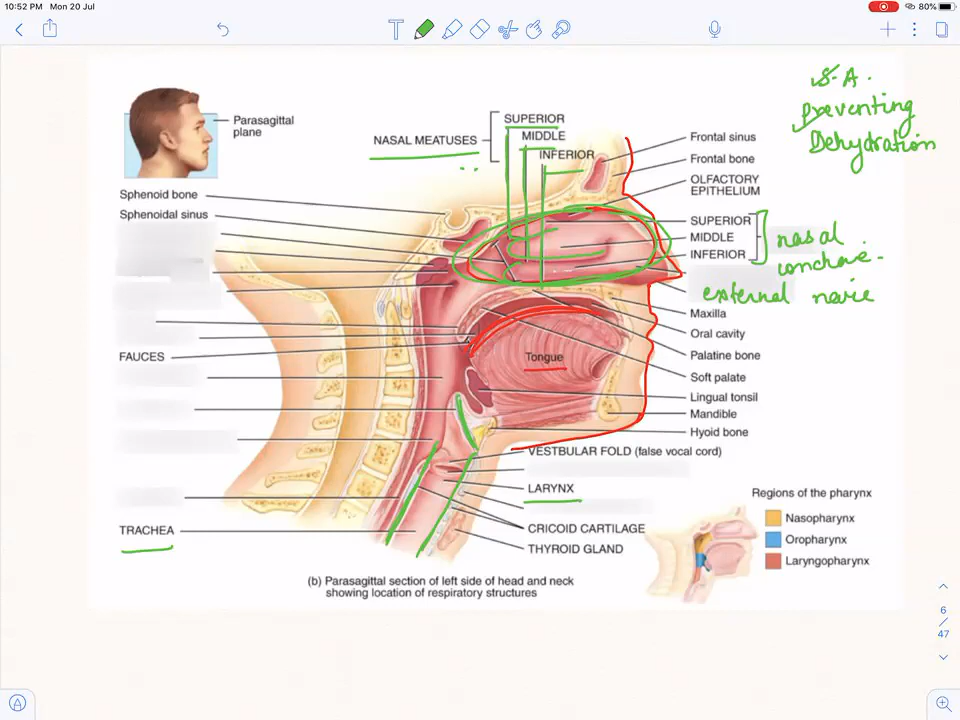 10:52 PM Mon 20 Jul
80%
S.A.
preventing
Dehydration
Parasagittal
plane
NASAL MEATUSES
SUPERIOR
MIDDLE
INFERIOR
Frontal sinus
Frontal bone
OLFACTORY
EPITHELIUM
Sphenoid bone
Sphenoidal sinus
SUPERIOR
MIDDLE
INFERIOR
nasal
conchae.
external nare
Maxilla
Oral cavity
Palatine bone
Soft palate
Lingual tonsil
Mandible
Hyoid bone
FAUCES
Tongue
VESTBULAR FOLD (false vocal cord)
LARYNX
CRICOID CARTILAGE
THYROID GLAND
TRACHEA
Regions of the pharynx
Nasopharynx
Oropharynx
Laryngopharynx
(b) Parasagittal section of left side of head and neck
showing location of respiratory structures
6
/
47